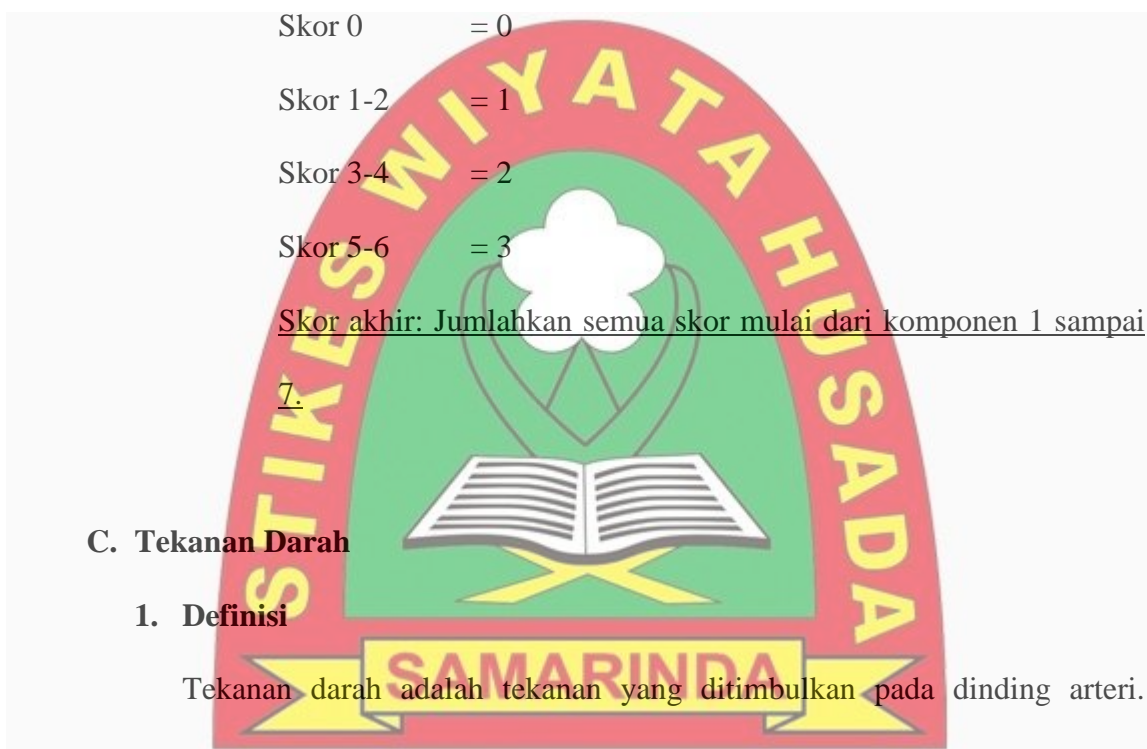 Skor 0 = 0
Skor 1-2 = 1
Skor 3-4 = 2
Skor 5-6 = 3
Skor akhir: Jumlahkan semua skor mulai dari komponen 1 sampai
7.
C. Tekanan Darah
1. Definisi
Tekanan darah adalah tekanan yang ditimbulkan pada dinding arteri.
STIKES WIYATA HUSADA
SAMARINDA